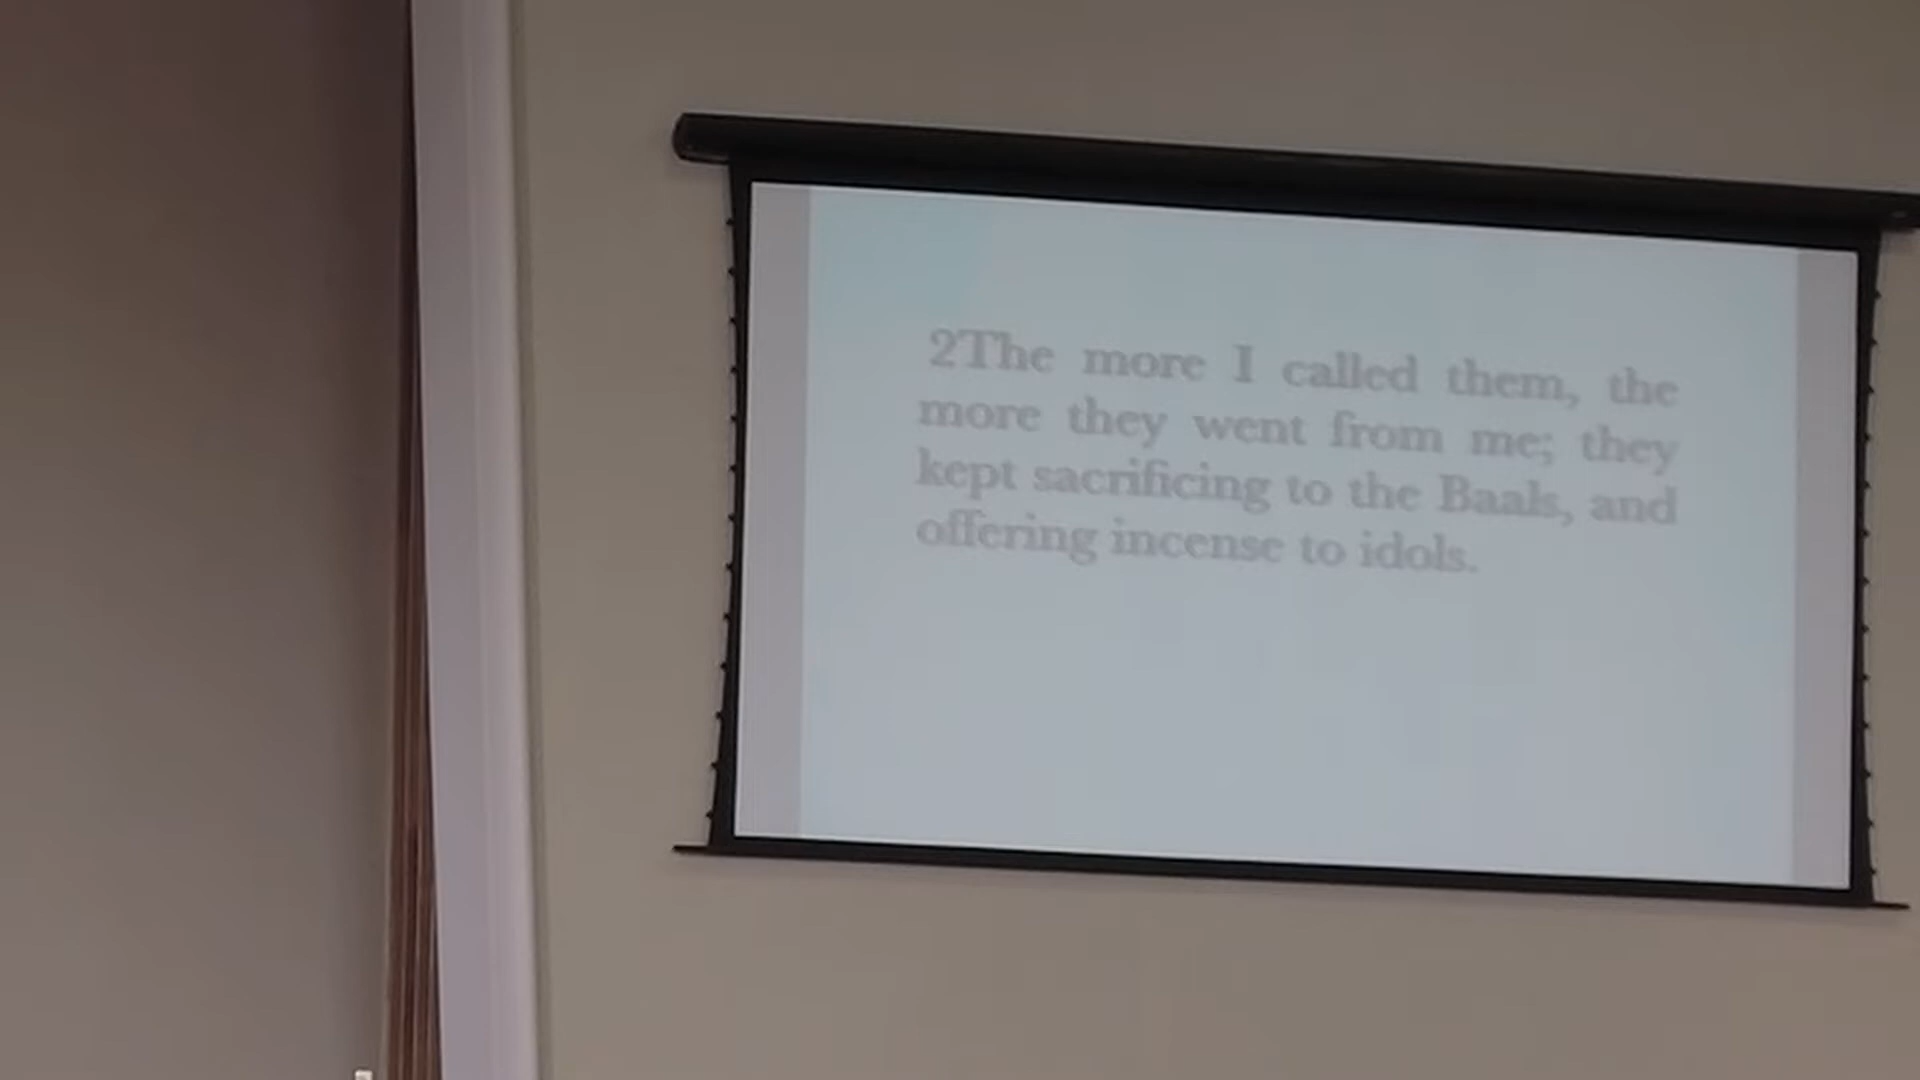 2The more I called them, the
more they went from me; they
kept sacrificing to the Baals, and
offering incense to idols.